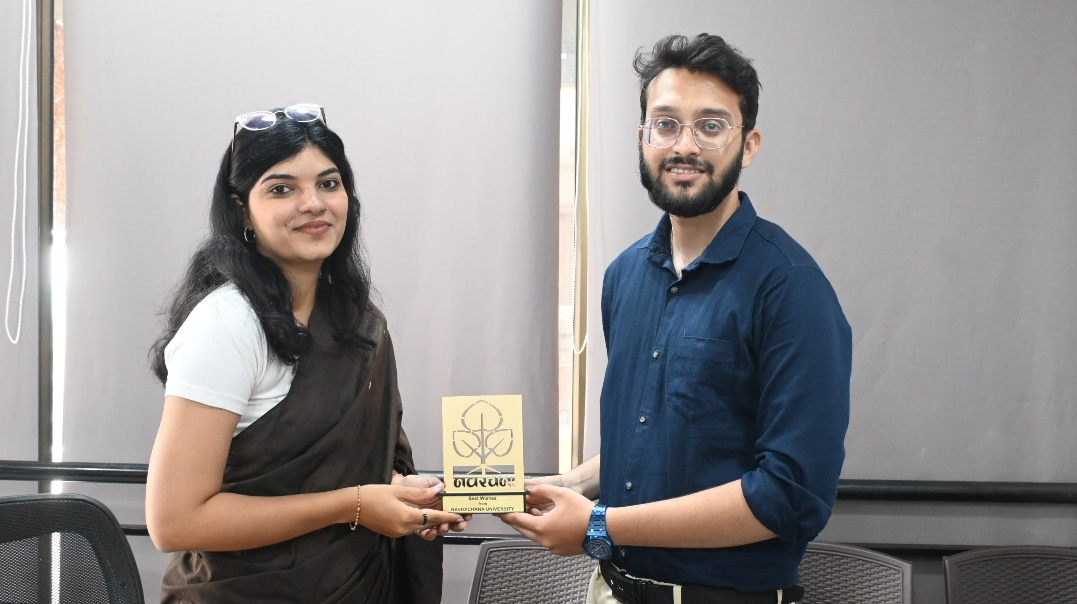 नवरचना
Best Wishes
from
NAVRACHANA UNIVERSITY